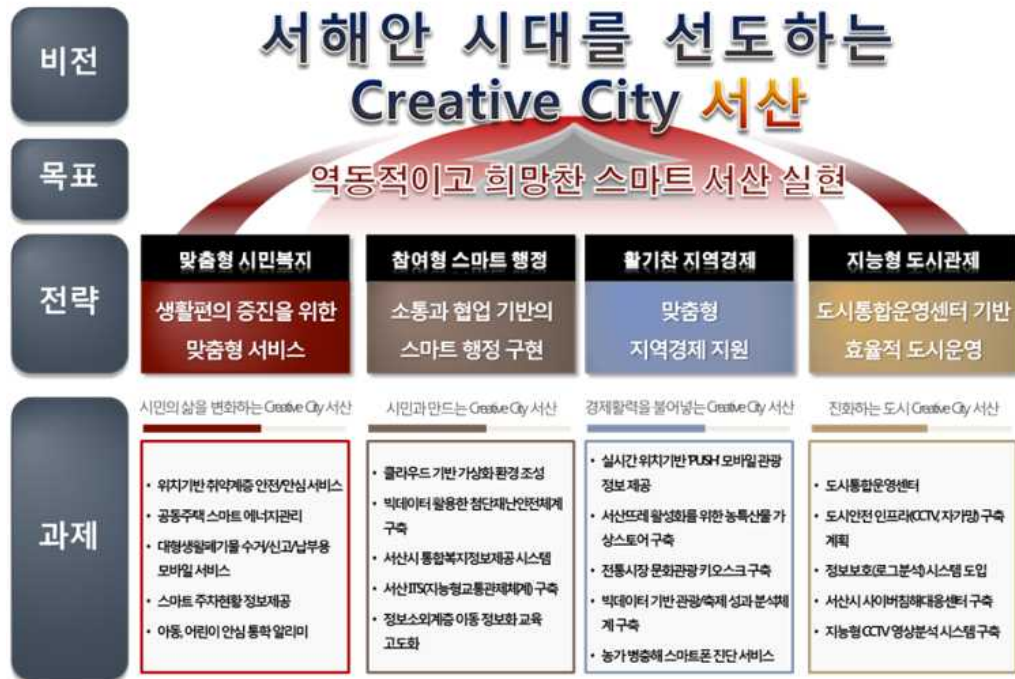 비전
서해안 시대를 선도하는
Creative City 서산
목표
역동적이고 희망찬 스마트 서산 실현
전략
맞춤형 시민복지
생활편의 증진을 위한
맞춤형 서비스
참여형 스마트 행정
소통과 협업 기반의
스마트 행정 구현
활기찬 지역경제
맞춤형
지역경제 지원
지능형 도시관제
도시통합운영센터 기반
효율적 도시운영
과제
시민의 삶을 변화하는 Creative City 서산
• 위치기반 취약계층 안전/안심 서비스
• 공동주택 스마트 에너지관리
• 대형생활폐기물 수거/신고/납부용
모바일 서비스
• 스마트 주차현황 정보제공
• 아동, 어린이 안심 통학 알리미
시민과 만드는 Creative City 서산
• 클라우드 기반 가상화 환경 조성
• 빅데이터 활용한 첨단재난안전체계
구축
• 서산시 통합복지정보제공 시스템
• 서산 ITS(지능형교통관제체계) 구축
• 정보소외계층 이동 정보화 교육
고도화
경제활력을 불어넣는 Creative City 서산
• 실시간 위치기반 'PUSH' 모바일 관광
정보 제공
• 서산뜨레 활성화를 위한 농특산물 가
상스토어 구축
• 전통시장 문화관광 키오스크 구축
• 빅데이터 기반 관광/축제 성과 분석체
계 구축
• 농가 병충해 스마트폰 진단 서비스
진화하는 도시 Creative City 서산
• 도시통합운영센터
• 도시안전 인프라(CCTV, 자가망) 구축
계획
• 정보보호(로그분석) 시스템 도입
• 서산시 사이버침해대응센터 구축
• 지능형 CCTV 영상분석 시스템 구축